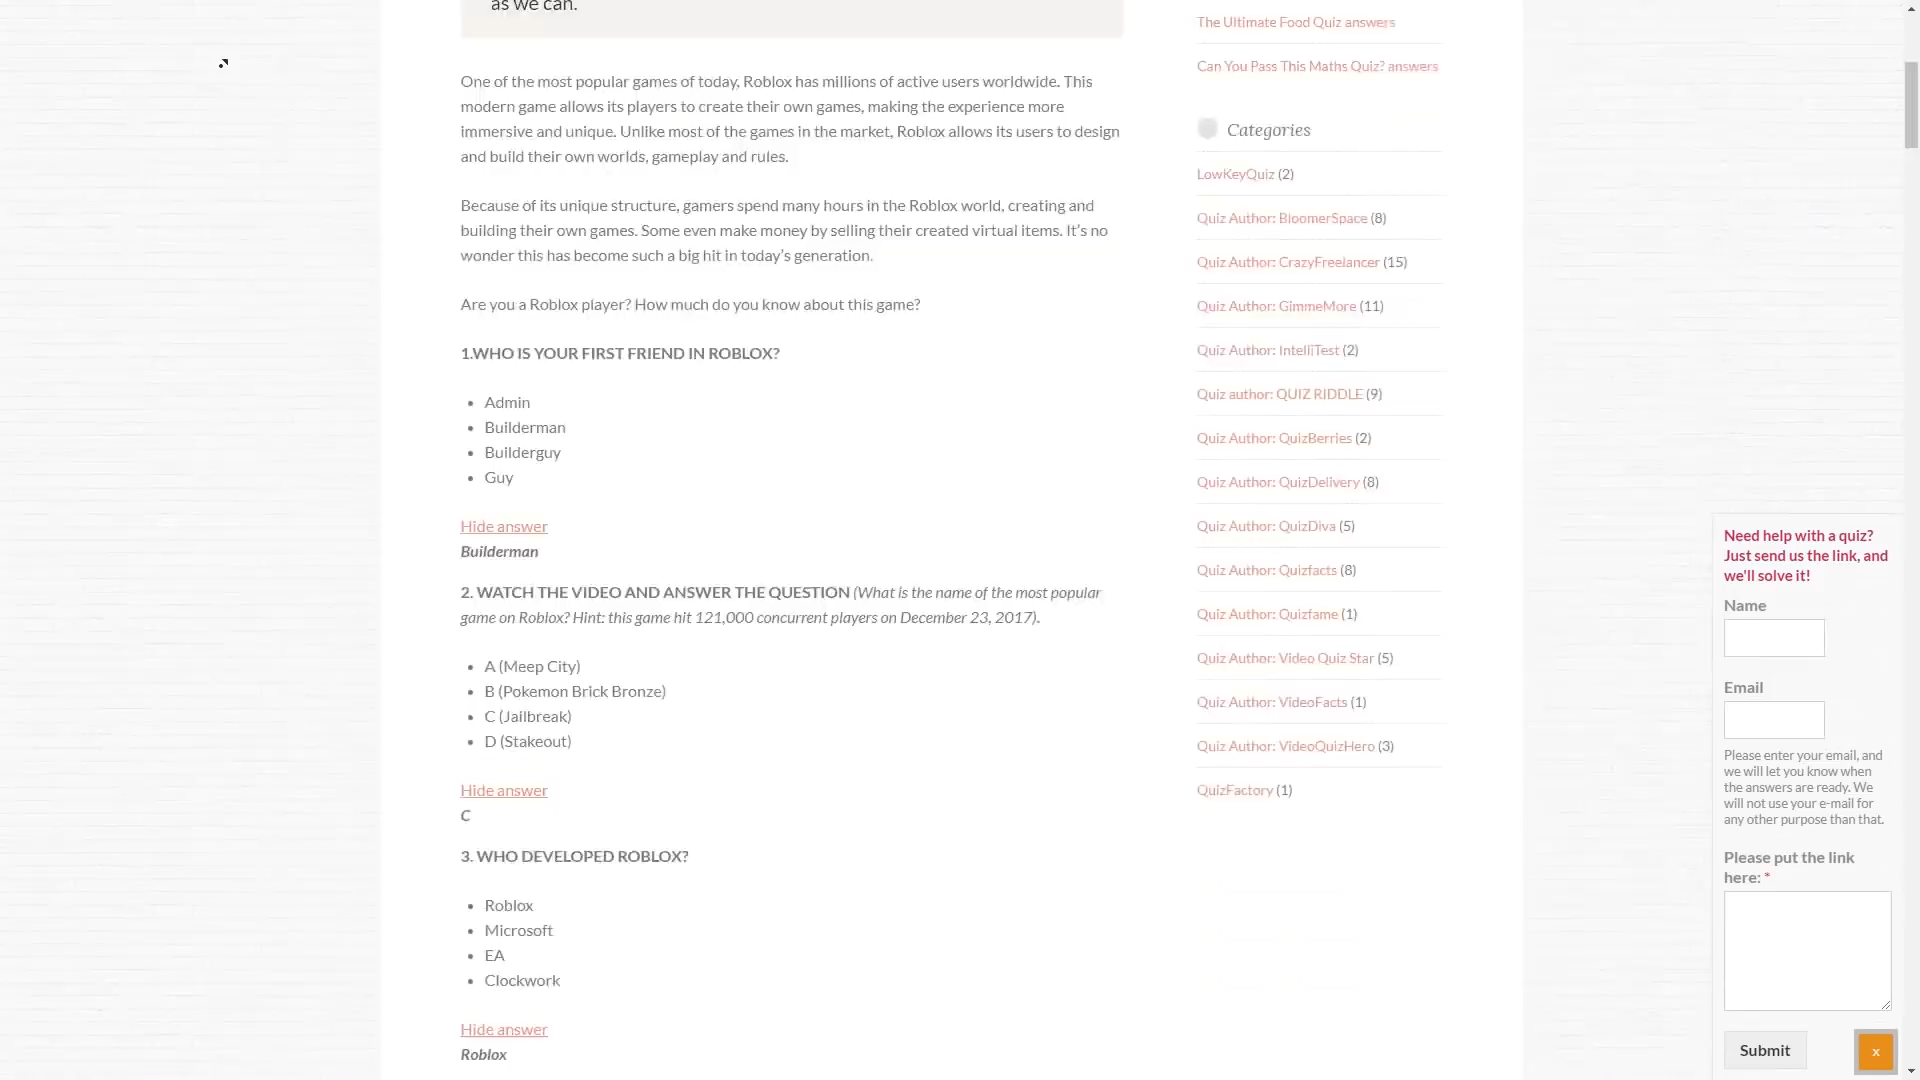 as we can.
One of the most popular games of today, Roblox has millions of active users worldwide. This
modern game allows its players to create their own games, making the experience more
immersive and unique. Unlike most of the games in the market, Roblox allows its users to design
and build their own worlds, gameplay and rules.
Because of its unique structure, gamers spend many hours in the Roblox world, creating and
building their own games. Some even make money by selling their created virtual items. It’s no
wonder this has become such a big hit in today’s generation.
Are you a Roblox player? How much do you know about this game?
1.WHO IS YOUR FIRST FRIEND IN ROBLOX?
Admin
Builderman
Builderguy
Guy
Hide answer
Builderman
2. WATCH THE VIDEO AND ANSWER THE QUESTION (What is the name of the most popular
game on Roblox? Hint: this game hit 121,000 concurrent players on December 23, 2017).
A (Meep City)
B (Pokemon Brick Bronze)
C (Jailbreak)
D (Stakeout)
Hide answer
C
3. WHO DEVELOPED ROBLOX?
Roblox
Microsoft
EA
Clockwork
Hide answer
Roblox
The Ultimate Food Quiz answers
Can You Pass This Maths Quiz? answers
Categories
LowKeyQuiz (2)
Quiz Author: BloomerSpace (8)
Quiz Author: CrazyFreelancer (15)
Quiz Author: GimmeMore (11)
Quiz Author: IntelliTest (2)
Quiz author: QUIZ RIDDLE (9)
Quiz Author: QuizBerries (2)
Quiz Author: QuizDelivery (8)
Quiz Author: QuizDiva (5)
Quiz Author: Quizfacts (8)
Quiz Author: Quizfame (1)
Quiz Author: Video Quiz Star (5)
Quiz Author: VideoFacts (1)
Quiz Author: VideoQuizHero (3)
QuizFactory (1)
Need help with a quiz?
Just send us the link, and
we'll solve it!
Name
Email
Please enter your email, and
we will let you know when
the answers are ready. We
will not use your e-mail for
any other purpose than that.
Please put the link
here: *
Submit
x